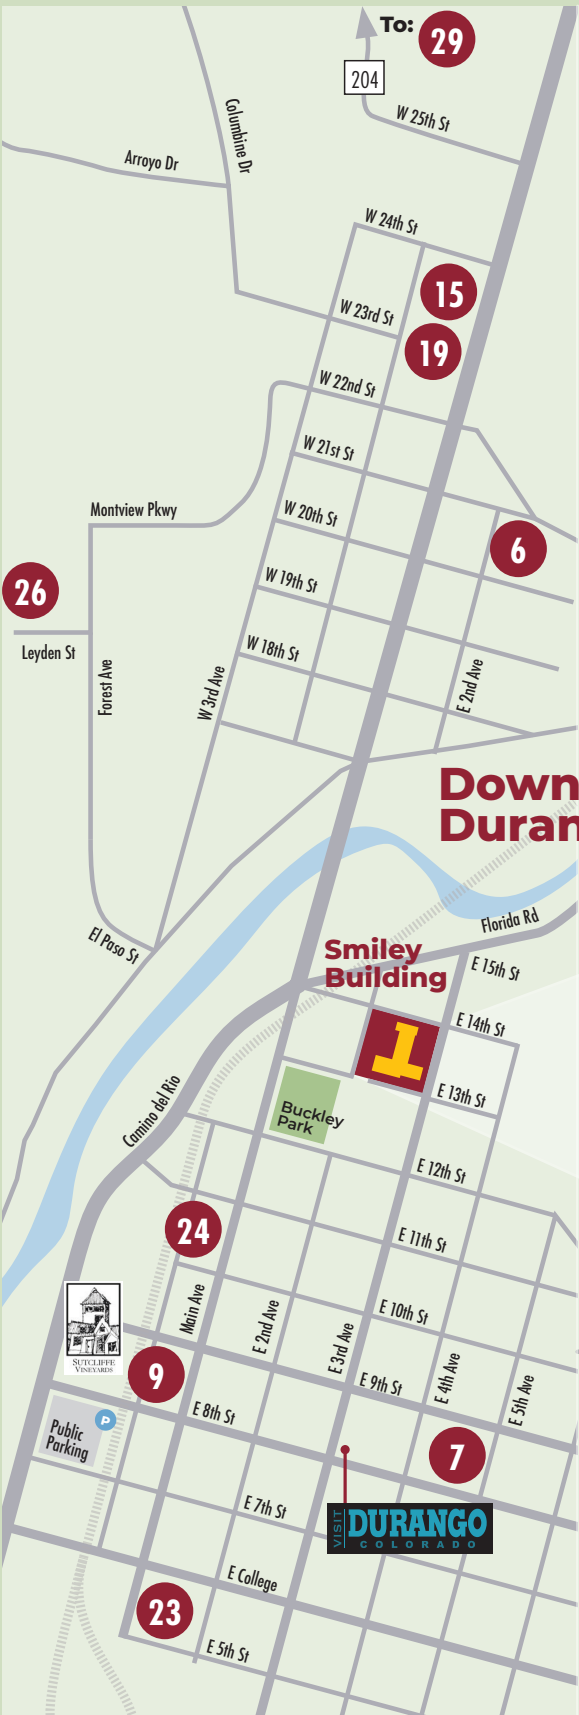 To:
29
204
W 25th St
Columbine Dr
Arroyo Dr
W 24th St
15
W 23rd St
19
W 22nd St
W 21st St
Montview Pkwy
W 20th St
6
26
W 19th St
Leyden St
W 18th St
Forest Ave
W 3rd Ave
E 2nd Ave
Down
Duran
Florida Rd
El Paso St
Smiley
Building
E 15th St
E 14th St
Camino del Rio
Buckley
Park
E 13th St
E 12th St
24
E 11th St
Main Ave
E 2nd Ave
E 10th St
SUTCLIFFE
VINEYARDS
E 3rd Ave
9
E 9th St
E 4th Ave
E 5th Ave
E 8th St
P
Public
Parking
7
E 7th St
VISIT
DURANGO
COLORADO
E College
23
E 5th St